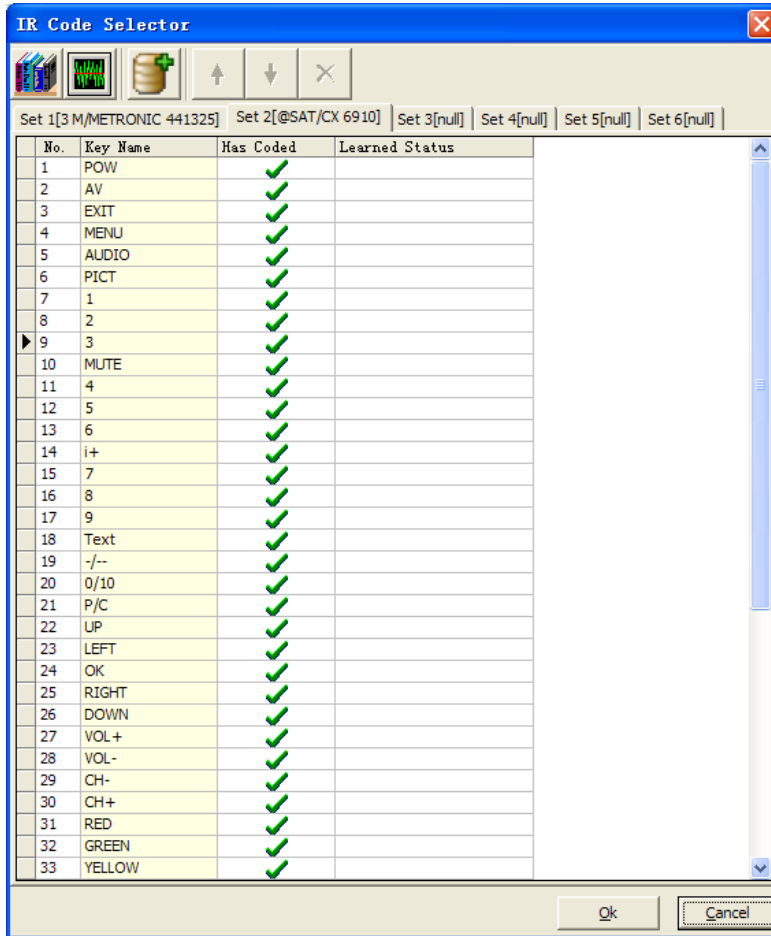 IR Code Selector
Set 1[3 M/METRONIC 441325] Set 2[@SAT/CX 6910] Set 3[null] Set 4[null] Set 5[null] Set 6[null]
No. Key Name Has Coded Learned Status
1 POW
2 AV
3 EXIT
4 MENU
5 AUDIO
6 PICT
7 1
8 2
9 3
10 MUTE
11 4
12 5
13 6
14 i+
15 7
16 8
17 9
18 Text
19 -/--
20 0/10
21 P/C
22 UP
23 LEFT
24 OK
25 RIGHT
26 DOWN
27 VOL+
28 VOL-
29 CH-
30 CH+
31 RED
32 GREEN
33 YELLOW
Ok Cancel